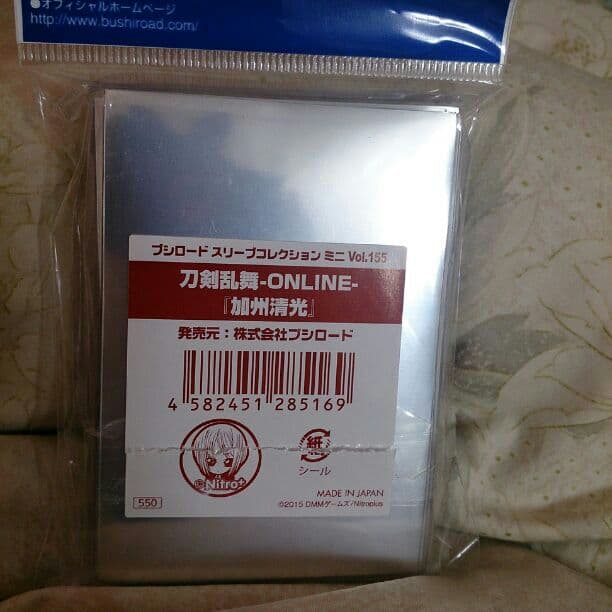 ●オフィシャルホームページ
http://www.bushiroad.com/
ブシロード スリーブコレクション ミニ Vol.155
刀剣乱舞-ONLINE-
『加州清光』
発売元：株式会社ブシロード
4 582451 285169
紙
シール
Nitro+
MADE IN JAPAN
550
©2015 DMMゲームズ/Nitroplus